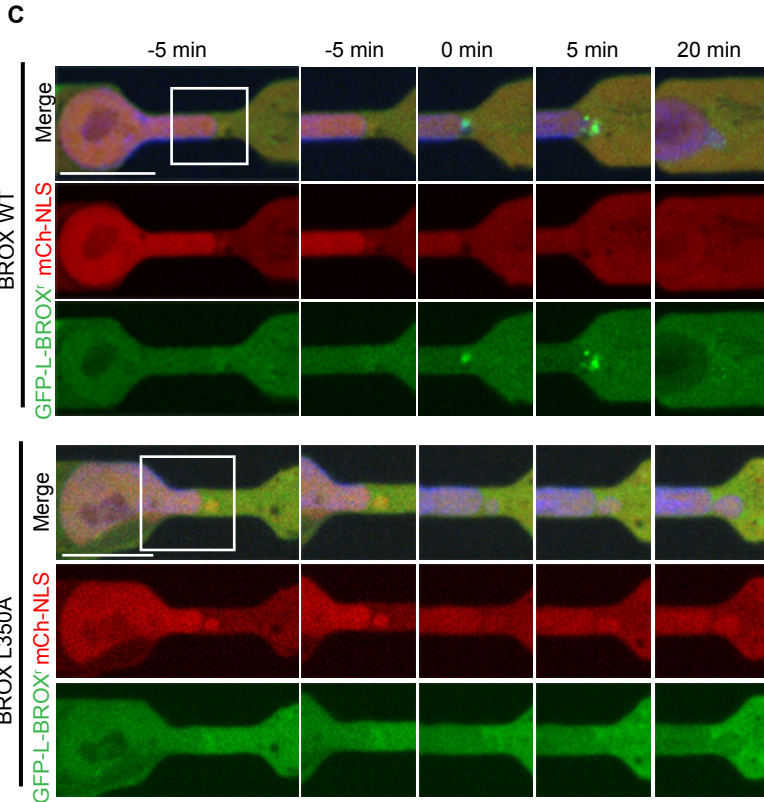 C
-5 min -5 min 0 min 5 min 20 min
BROX WT
Merge
mCh-NLS
GFP-L-BROXʳ
BROX L350A
Merge
mCh-NLS
GFP-L-BROXʳ